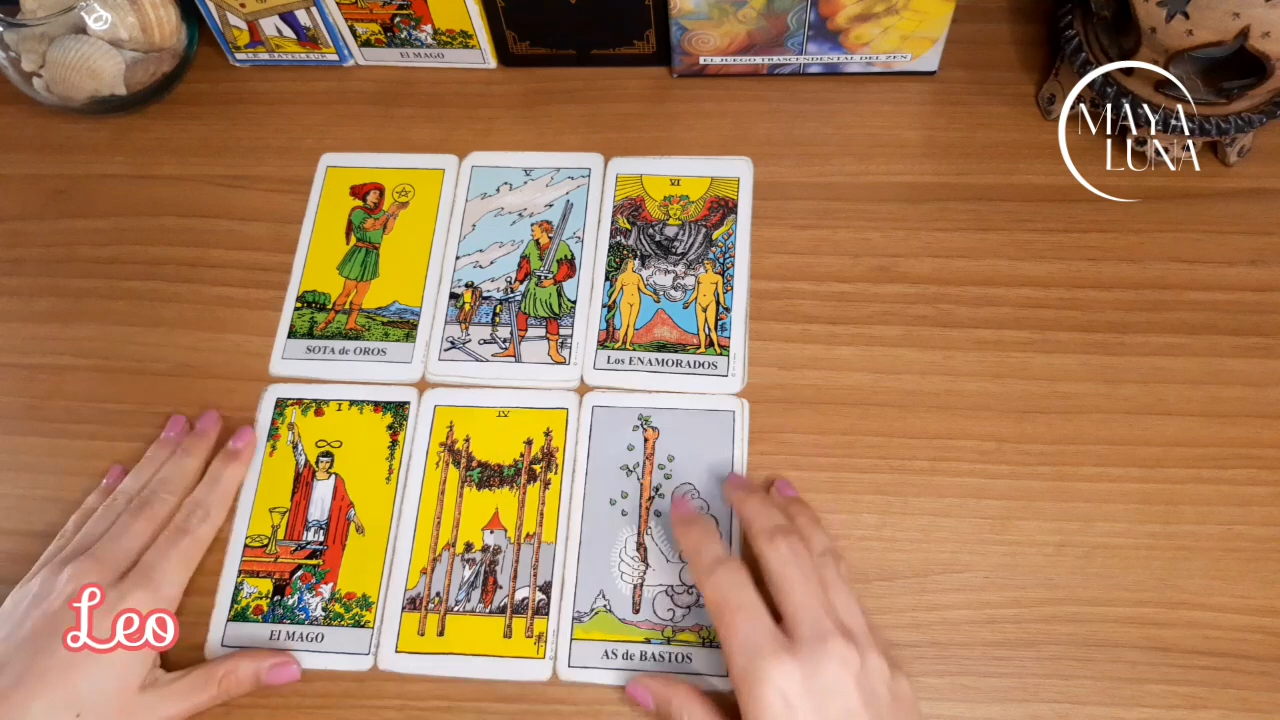 LE BATELEUR
EL MAGO
EL JUEGO TRASCENDENTAL DEL ZEN
MAYA
LUNA
SOTA de OROS
V
VI
Los ENAMORADOS
I
El MAGO
IV
AS de BASTOS
Leo